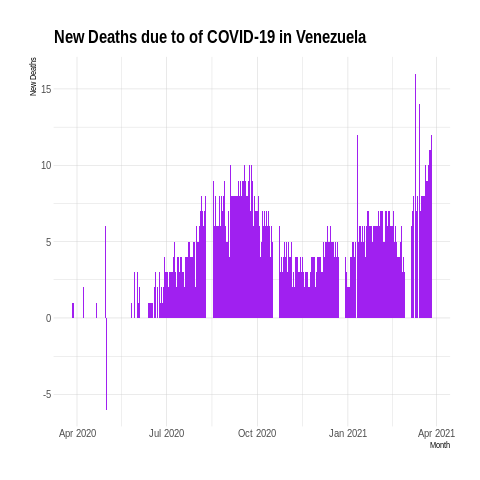 New Deaths due to of COVID-19 in Venezuela
New Deaths
15
10
5
0
-5
Apr 2020
Jul 2020
Oct 2020
Jan 2021
Apr 2021
Month